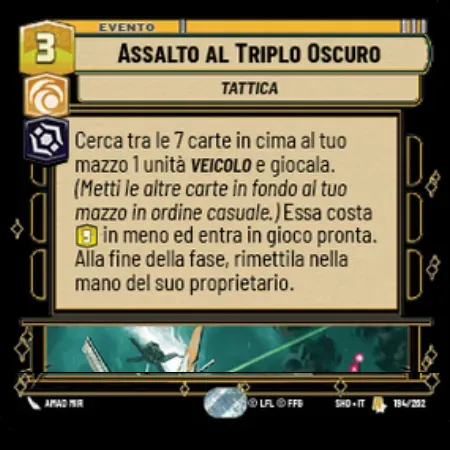 EVENTO
3
ASSALTO AL TRIPLO OSCURO
TATTICA
Cerca tra le 7 carte in cima al tuo
mazzo 1 unità VEICOLO e giocala.
(Metti le altre carte in fondo al tuo
mazzo in ordine casuale.) Essa costa
3 in meno ed entra in gioco pronta.
Alla fine della fase, rimettila nella
mano del suo proprietario.
AMAD MIR
© LFL © FFG
SHD • IT
194/262